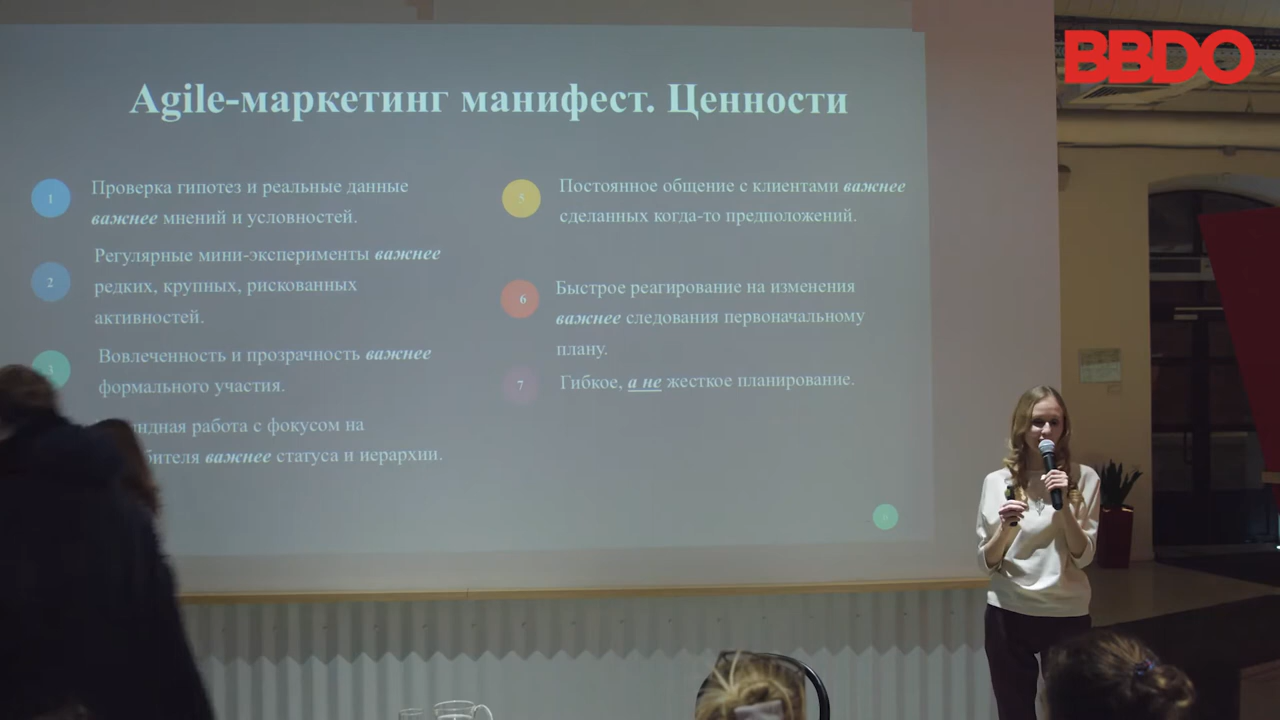 BBDO
Agile-маркетинг манифест. Ценности
1
Проверка гипотез и реальные данные
важнее мнений и условностей.
2
Регулярные мини-эксперименты важнее
редких, крупных, рискованных
активностей.
3
Вовлеченность и прозрачность важнее
формального участия.
работа с фокусом на
важнее статуса и иерархии.
5
Постоянное общение с клиентами важнее
сделанных когда-то предположений.
6
Быстрое реагирование на изменения
важнее следования первоначальному
плану.
7
Гибкое, а не жесткое планирование.